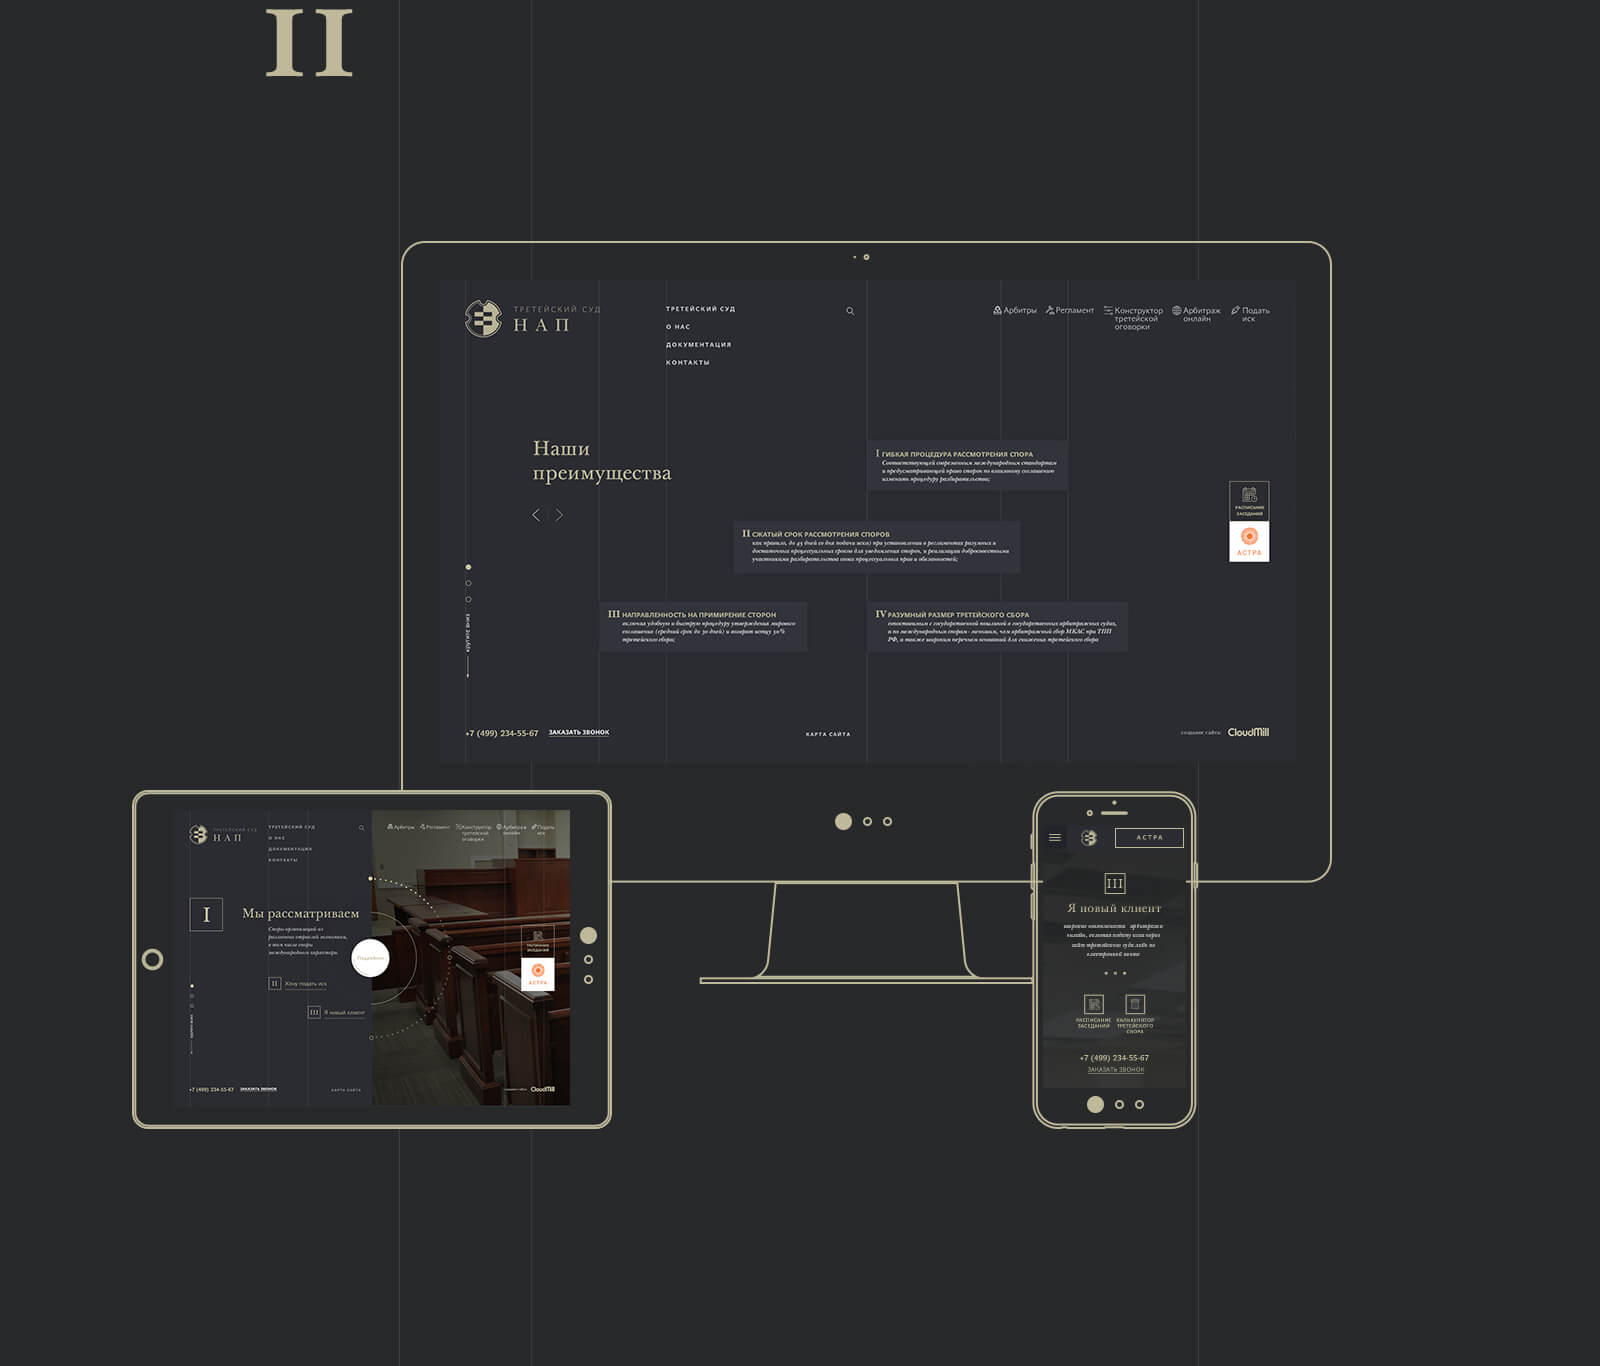 II
ТРЕТЕЙСКИЙ СУД
НАП
ТРЕТЕЙСКИЙ СУД
О НАС
ДОКУМЕНТАЦИЯ
КОНТАКТЫ
Арбитры
Регламент
Конструктор
третейской
оговорки
Арбитраж
онлайн
Подать
иск
Наши
преимущества
I ГИБКАЯ ПРОЦЕДУРА РАССМОТРЕНИЯ СПОРА
Соответствующей современным международным стандартам
и предусматривающей право сторон по взаимному соглашению
изменить процедуру разбирательства;
II СЖАТЫЙ СРОК РАССМОТРЕНИЯ СПОРОВ
как правило, до 45 дней со дня подачи иска) при установлении в регламентах разумных и
достаточных процессуальных сроков для уведомления сторон, и реализации добросовестными
участниками разбирательства своих процессуальных прав и обязанностей;
III НАПРАВЛЕННОСТЬ НА ПРИМИРЕНИЕ СТОРОН
включая удобную и быструю процедуру утверждения мирового
соглашения (средний срок до 30 дней) и возврат истцу 50%
третейского сбора;
IV РАЗУМНЫЙ РАЗМЕР ТРЕТЕЙСКОГО СБОРА
сопоставимым с государственной пошлиной в государственных арбитражных судах,
а по международным спорам - меньшим, чем арбитражный сбор МКАС при ТПП
РФ, а также широким перечнем оснований для снижения третейского сбора
РАСПИСАНИЕ
ЗАСЕДАНИЙ
АСТРА
крутите вниз
+7 (499) 234-55-67
ЗАКАЗАТЬ ЗВОНОК
КАРТА САЙТА
создание сайта:
CloudMill
ТРЕТЕЙСКИЙ СУД
НАП
ТРЕТЕЙСКИЙ СУД
О НАС
ДОКУМЕНТАЦИЯ
КОНТАКТЫ
Арбитры
Регламент
Конструктор
третейской
оговорки
Арбитраж
онлайн
Подать
иск
I
Мы рассматриваем
Споры организаций из
различных отраслей экономики,
в том числе споры
международного характера.
Подробнее
II Хочу подать иск
III Я новый клиент
РАСПИСАНИЕ
ЗАСЕДАНИЙ
АСТРА
крутите вниз
+7 (499) 234-55-67
ЗАКАЗАТЬ ЗВОНОК
КАРТА САЙТА
создание сайта:
CloudMill
АСТРА
III
Я новый клиент
РАСПИСАНИЕ
ЗАСЕДАНИЙ
КАЛЬКУЛЯТОР
ТРЕТЕЙСКОГО
СБОРА
+7 (499) 234-55-67
ЗАКАЗАТЬ ЗВОНОК